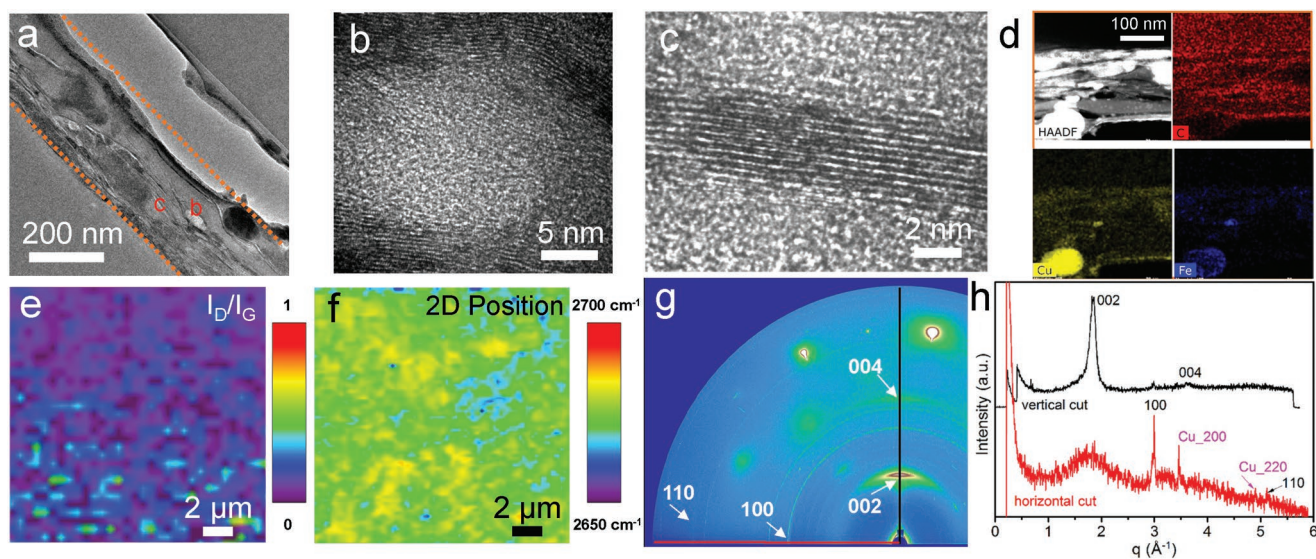 a
c
b
200 nm
b
5 nm
c
2 nm
d
100 nm
HAADF
C
Cu
Fe
e
I_D/I_G
1
0
2 µm
f
2D Position
2700 cm⁻¹
2650 cm⁻¹
2 µm
g
004
002
110
100
h
Intensity (a.u.)
002
004
vertical cut
100
Cu_200
Cu_220
110
horizontal cut
0 1 2 3 4 5 6
q (Å⁻¹)